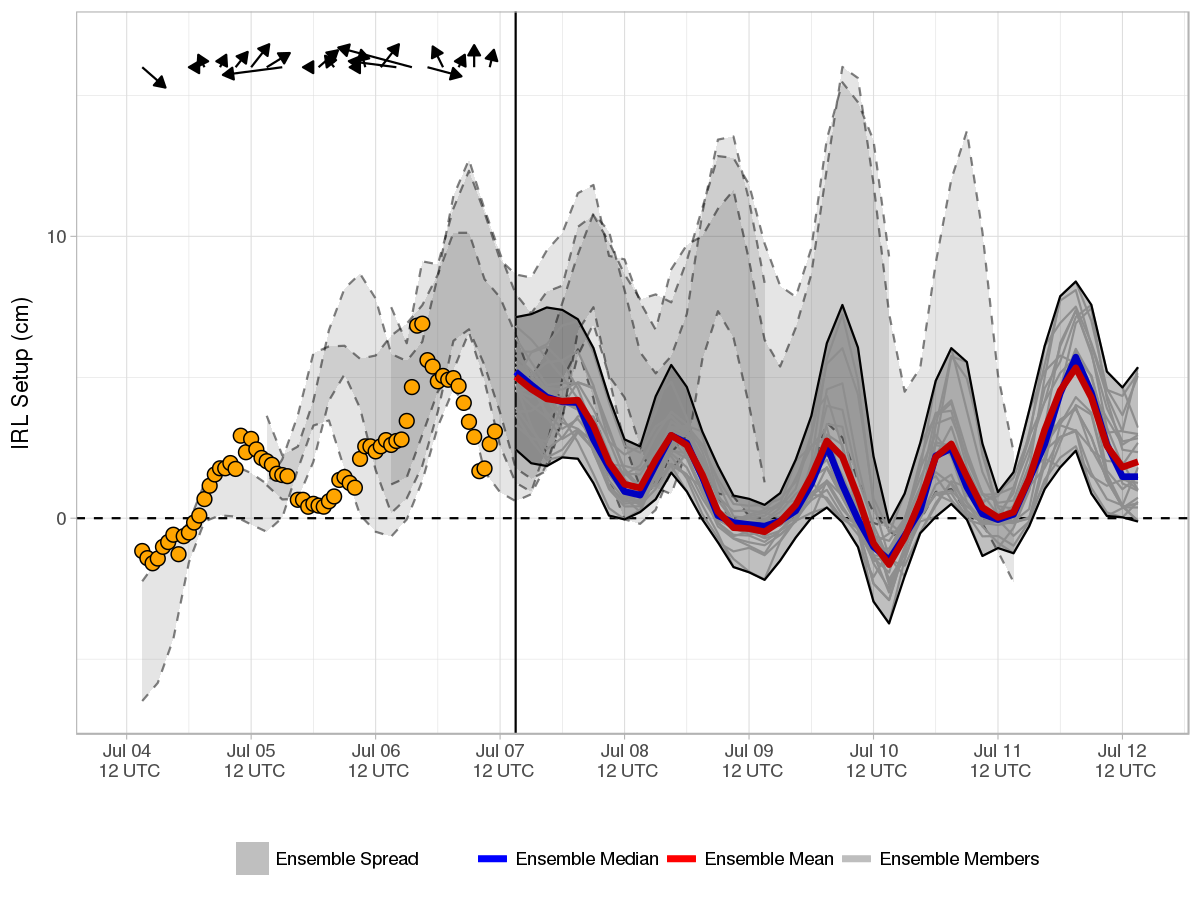 IRL Setup (cm)
10
0
Jul 04 Jul 05 Jul 06 Jul 07 Jul 08 Jul 09 Jul 10 Jul 11 Jul 12
12 UTC 12 UTC 12 UTC 12 UTC 12 UTC 12 UTC 12 UTC 12 UTC 12 UTC
Ensemble Spread Ensemble Median Ensemble Mean Ensemble Members